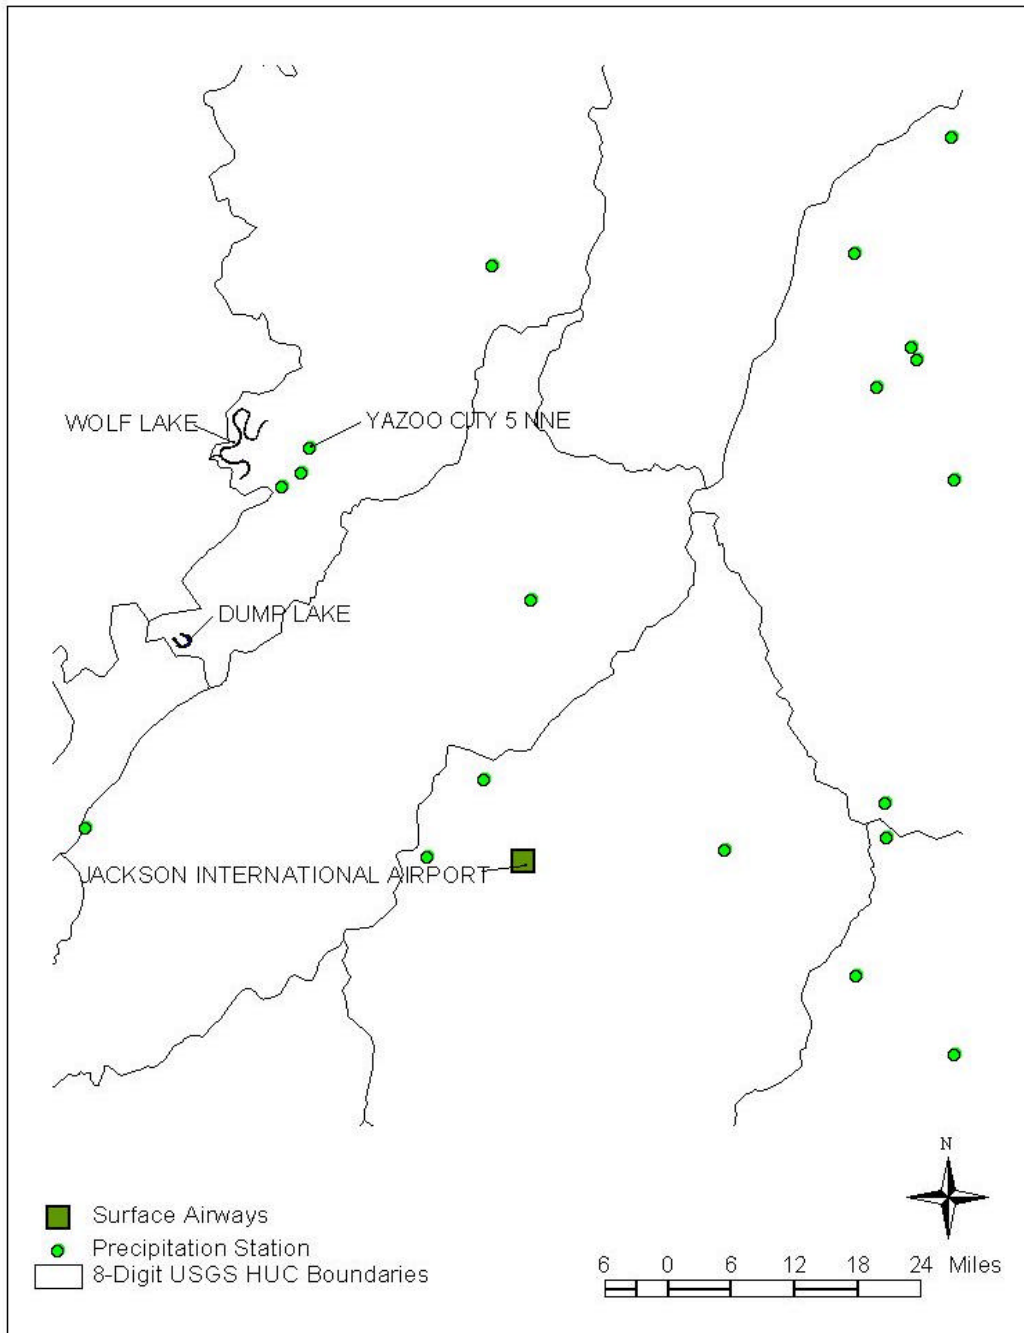 WOLF LAKE
YAZOO CITY 5 NNE
DUMP LAKE
JACKSON INTERNATIONAL AIRPORT
N
Surface Airways
Precipitation Station
8-Digit USGS HUC Boundaries
6 0 6 12 18 24 Miles